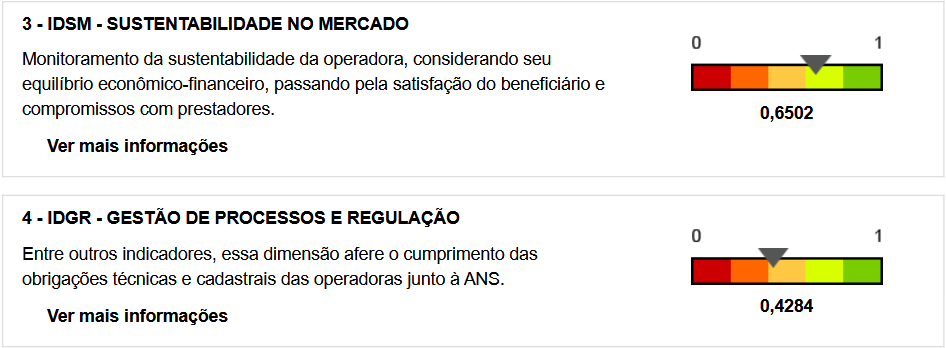 3 - IDSM - SUSTENTABILIDADE NO MERCADO
Monitoramento da sustentabilidade da operadora, considerando seu
equilíbrio econômico-financeiro, passando pela satisfação do beneficiário e
compromissos com prestadores.
Ver mais informações
0 1
0,6502
4 - IDGR - GESTÃO DE PROCESSOS E REGULAÇÃO
Entre outros indicadores, essa dimensão afere o cumprimento das
obrigações técnicas e cadastrais das operadoras junto à ANS.
Ver mais informações
0 1
0,4284